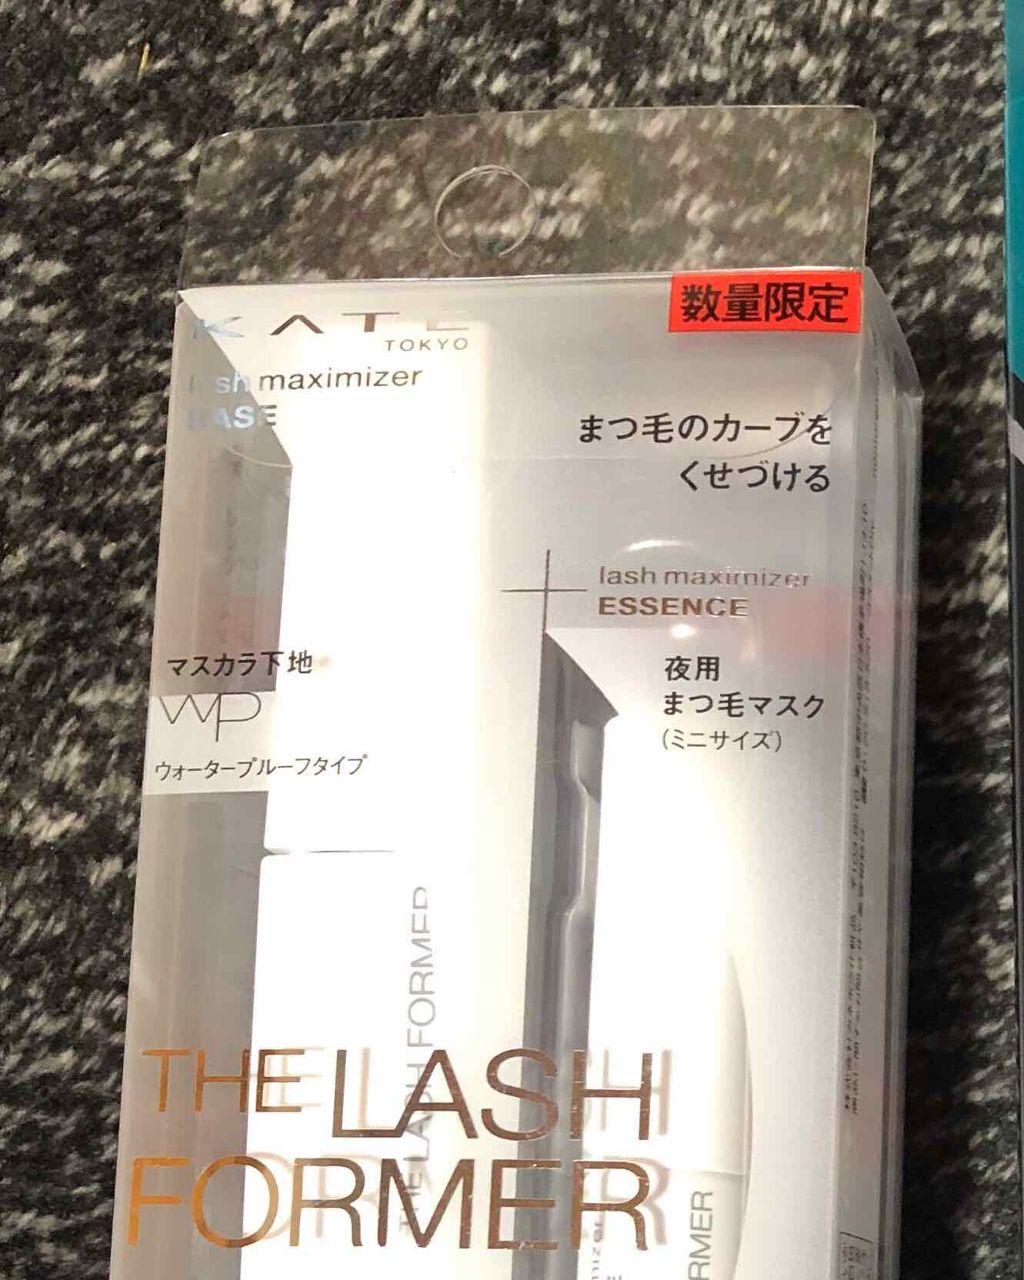 数量限定
KATE
TOKYO
lash maximizer
BASE
まつ毛のカーブを
くせづける
lash maximizer
ESSENCE
マスカラ下地
wp
ウォータープルーフタイプ
夜用
まつ毛マスク
(ミニサイズ)
THE LASH FORMER
THE LASH
FORMER
RMER